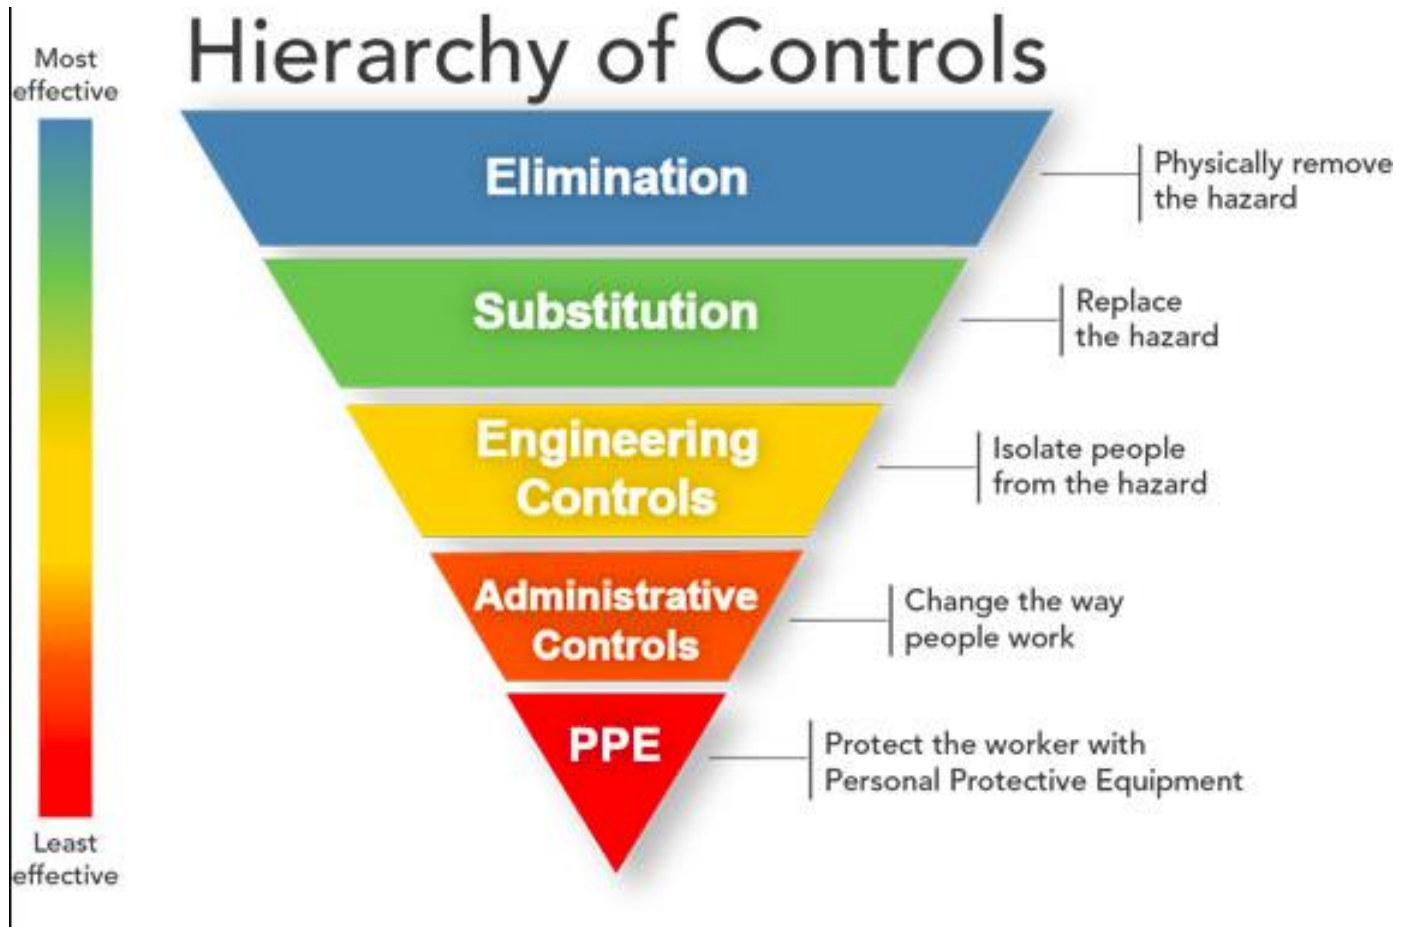 Hierarchy of Controls
Most
effective
Elimination
Physically remove
the hazard
Substitution
Replace
the hazard
Engineering
Controls
Isolate people
from the hazard
Administrative
Controls
Change the way
people work
PPE
Protect the worker with
Personal Protective Equipment
Least
effective